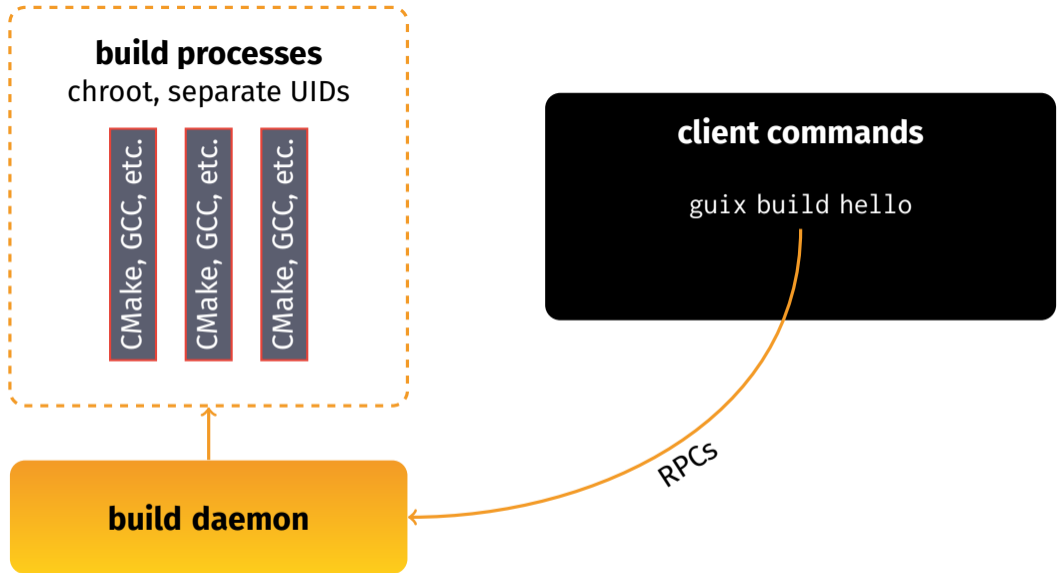 build processes
chroot, separate UIDs
CMake, GCC, etc.
CMake, GCC, etc.
CMake, GCC, etc.
client commands
guix build hello
RPCs
build daemon